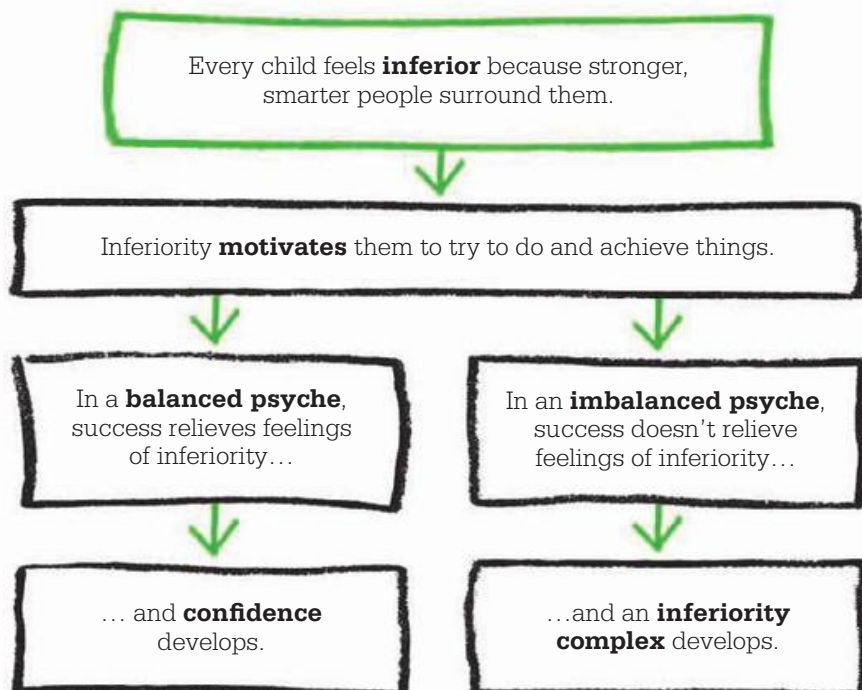 Every child feels inferior because stronger,
smarter people surround them.
Inferiority motivates them to try to do and achieve things.
In a balanced psyche,
success relieves feelings
of inferiority…
In an imbalanced psyche,
success doesn't relieve
feelings of inferiority…
… and confidence
develops.
…and an inferiority
complex develops.